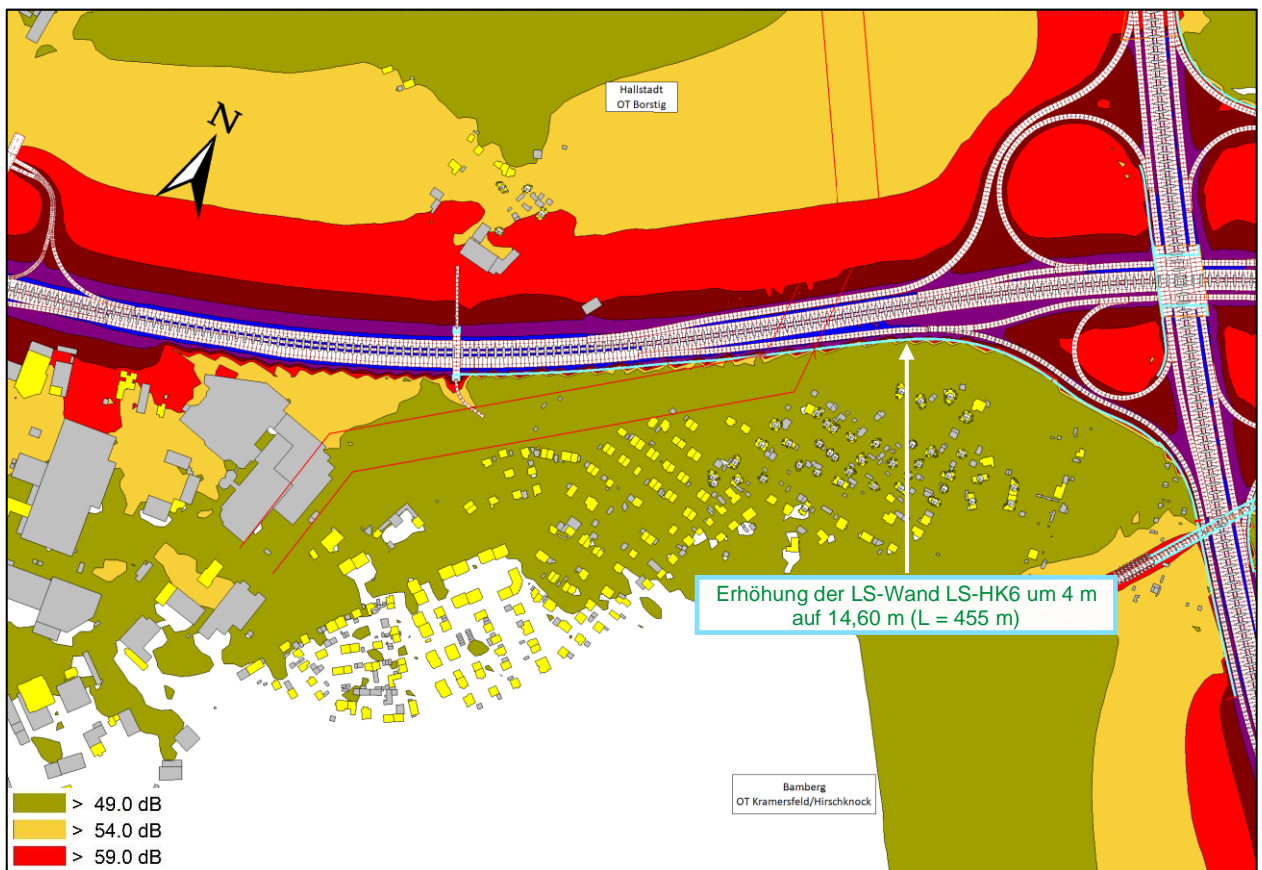 Hallstadt
OT Borstig
N
Erhöhung der LS-Wand LS-HK6 um 4 m
auf 14,60 m (L = 455 m)
Bamberg
OT Kramersfeld/Hirschknock
> 49.0 dB
> 54.0 dB
> 59.0 dB